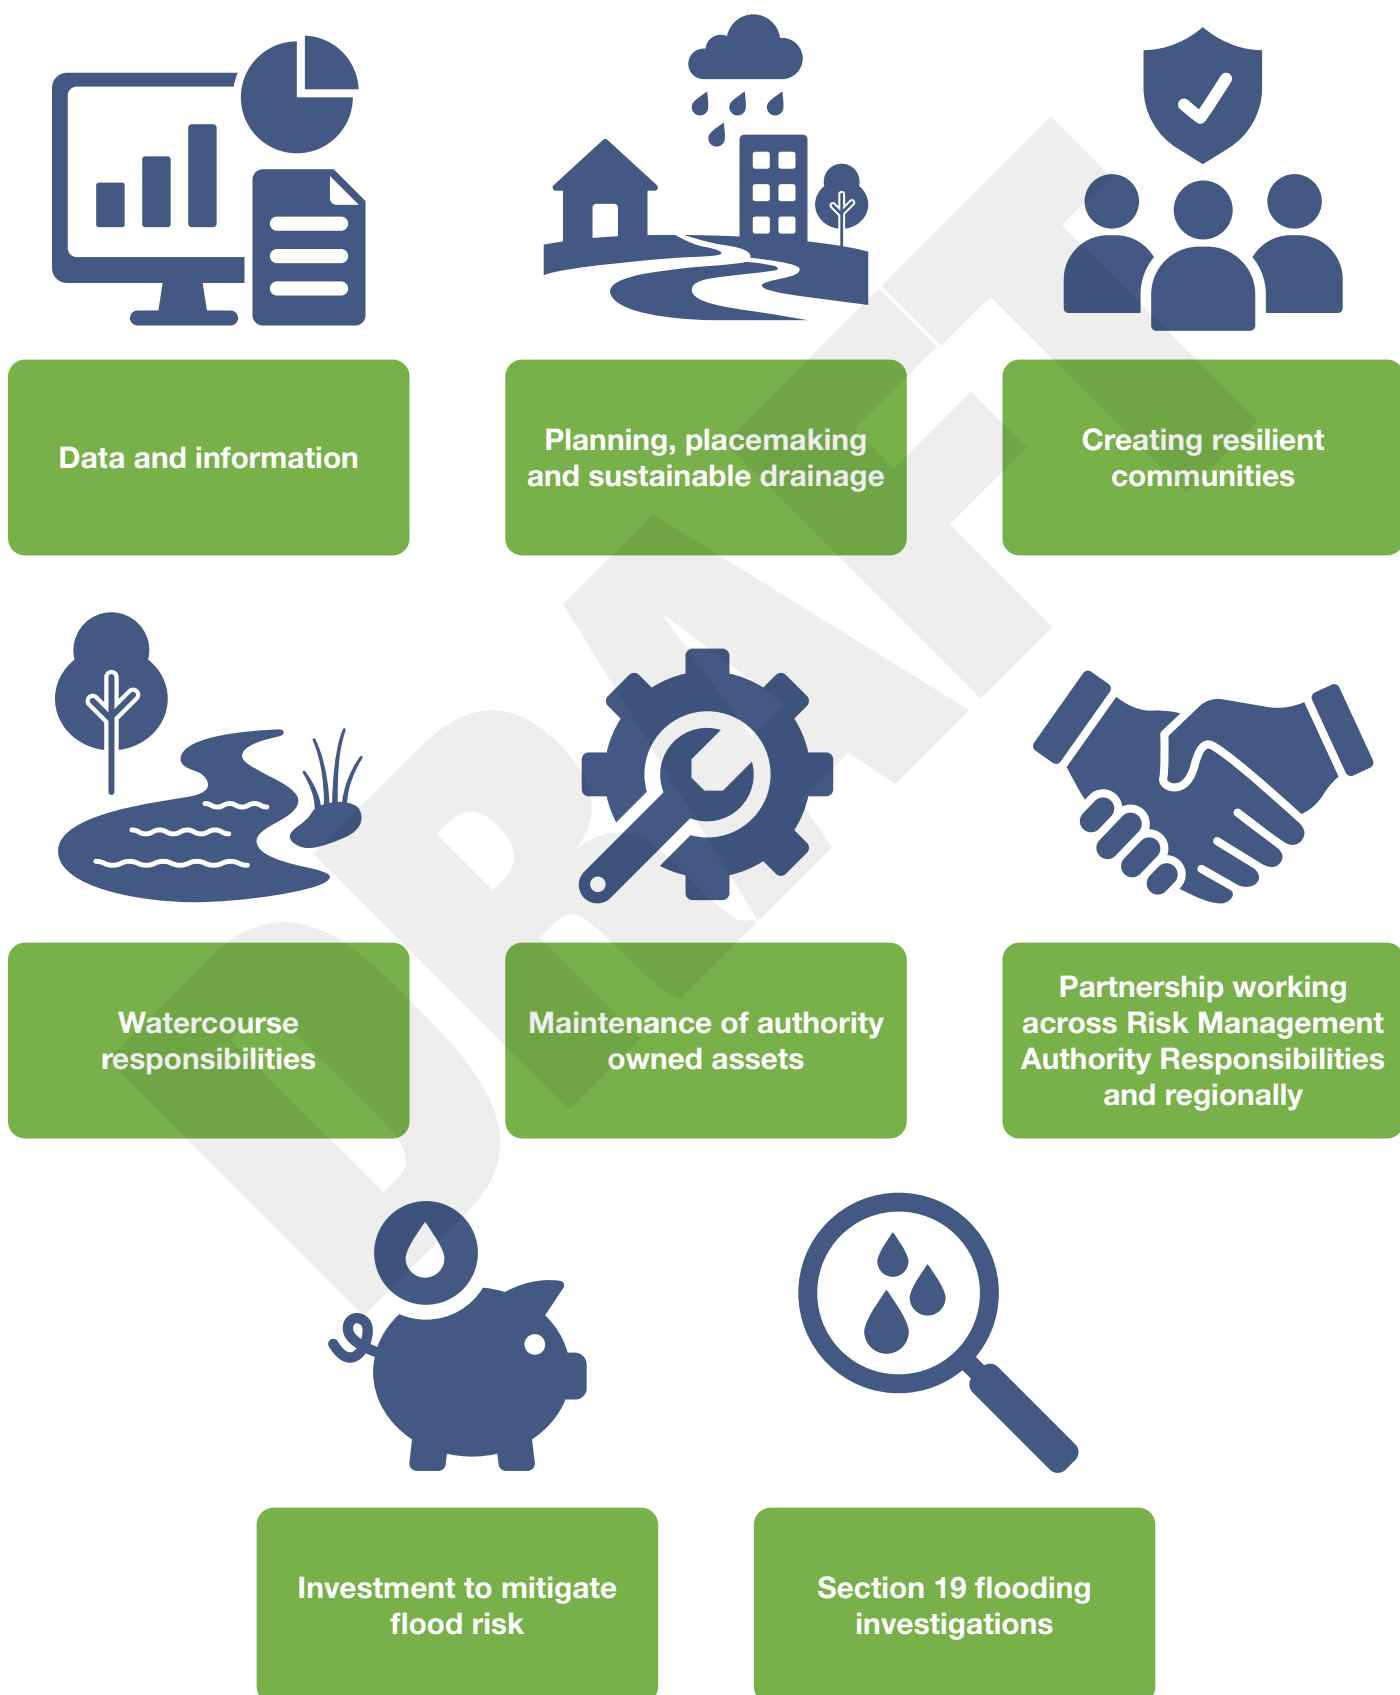 Data and information
Planning, placemaking
and sustainable drainage
Creating resilient
communities
Watercourse
responsibilities
Maintenance of authority
owned assets
Partnership working
across Risk Management
Authority Responsibilities
and regionally
Investment to mitigate
flood risk
Section 19 flooding
investigations
DRAFT